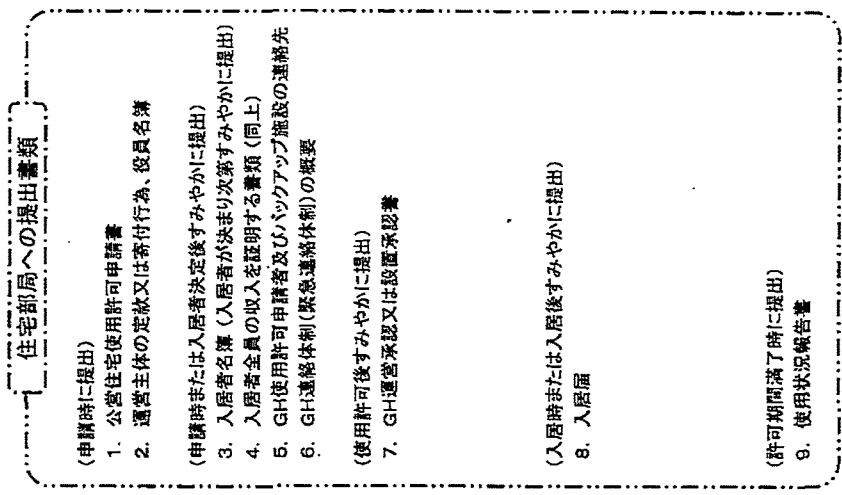 住宅部局への提出書類
(申請時に提出)
1. 公営住宅使用許可申請書
2. 運営主体の定款又は寄付行為、役員名簿
(申請時または入居者決定後すみやかに提出)
3. 入居者名簿(入居者が決まり次第すみやかに提出)
4. 入居者全員の収入を証明する書類(同上)
5. GH使用許可申請者及びバックアップ施設の連絡先
6. GH連絡体制(緊急連絡体制)の概要
(使用許可後すみやかに提出)
7. GH運営承認又は設置承認書
(入居時または入居後すみやかに提出)
8. 入居届
(許可期間満了時に提出)
9. 使用状況報告書